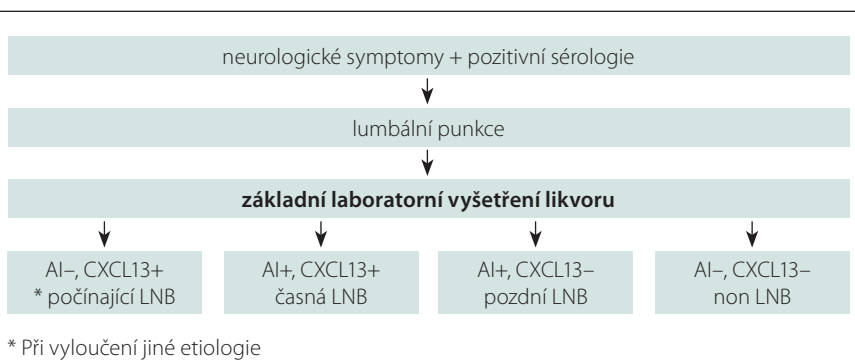 neurologické symptomy + pozitivní sérologie
lumbální punkce
základní laboratorní vyšetření likvoru
AI–, CXCL13+
* počínající LNB
AI+, CXCL13+
časná LNB
AI+, CXCL13–
pozdní LNB
AI–, CXCL13–
non LNB
* Při vyloučení jiné etiologie